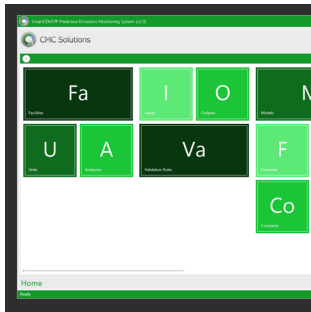 SmartCEMS® Predictive Emissions Monitoring System (v2.0)
CMC Solutions
Fa
Facilities
I
Inputs
O
Outputs
M
Models
U
Units
A
Analyzers
Va
Validation Rules
F
Formulas
Co
Constants
Home
Ready